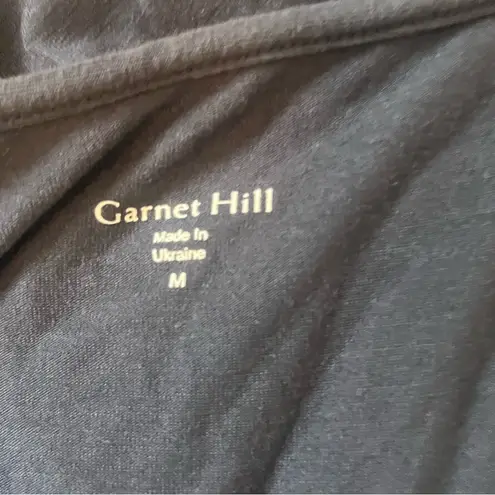 Garnet Hill
Made In
Ukraine
M